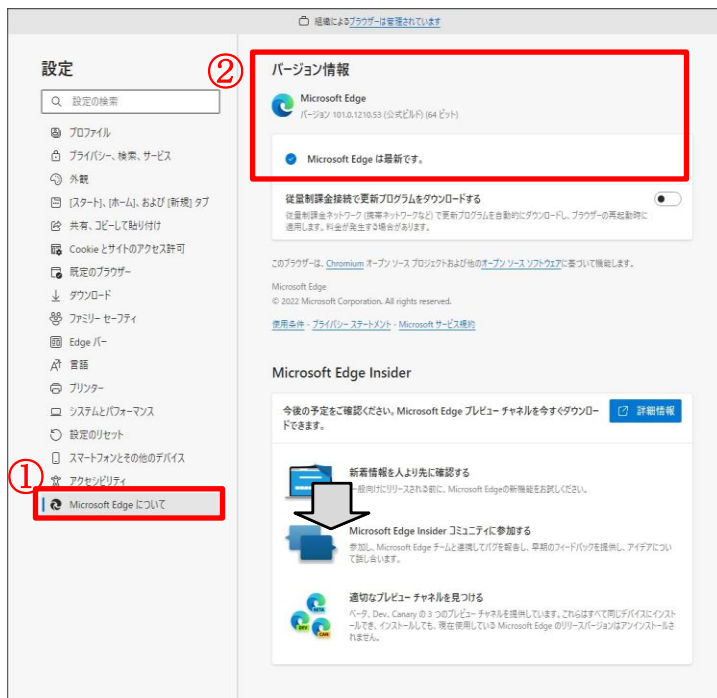 組織によるブラウザーは管理されています
設定
②
設定の検索
プロファイル
プライバシー、検索、サービス
外観
[スタート]、[ホーム]、および [新規] タブ
共有、コピーして貼り付け
Cookie とサイトのアクセス許可
既定のブラウザー
ダウンロード
ファミリー セーフティ
Edge バー
言語
プリンター
システムとパフォーマンス
設定のリセット
スマートフォンとその他のデバイス
①
アクセシビリティ
Microsoft Edge について
バージョン情報
Microsoft Edge
バージョン 101.0.1210.53 (公式ビルド) (64 ビット)
Microsoft Edge は最新です。
従量制課金接続で更新プログラムをダウンロードする
従量制課金ネットワーク (携帯ネットワークなど) で更新プログラムを自動的にダウンロードし、ブラウザーの再起動時に
適用します。料金が発生する場合があります。
このブラウザーは、Chromium オープン ソース プロジェクトおよび他のオープン ソース ソフトウェアに基づいて機能します。
Microsoft Edge
© 2022 Microsoft Corporation. All rights reserved.
使用条件 - プライバシー ステートメント - Microsoft サービス規約
Microsoft Edge Insider
今後の予定をご確認ください。Microsoft Edge プレビュー チャネルを今すぐダウンロー
ドできます。
詳細情報
新着情報を人より先に確認する
一般向けにリリースされる前に、Microsoft Edgeの新機能をお試しください。
Microsoft Edge Insider コミュニティに参加する
参加し、Microsoft Edge チームと連携してバグを報告し、早期のフィードバックを提供し、アイデアについ
て話し合います。
適切なプレビュー チャネルを見つける
ベータ、Dev、Canary の 3 つのプレビュー チャネルを提供しています。これらはすべて同じデバイスにインスト
ールでき、インストールしても、現在使用している Microsoft Edge のリリースバージョンはアンインストールさ
れません。
BETA
DEV
CAN